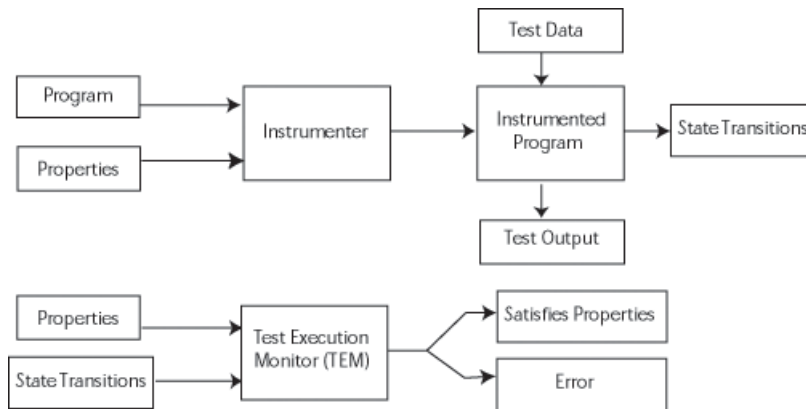 Test Data
Program
Instrumenter
Instrumented
Program
State Transitions
Properties
Test Output
Properties
Test Execution
Monitor (TEM)
Satisfies Properties
State Transitions
Error